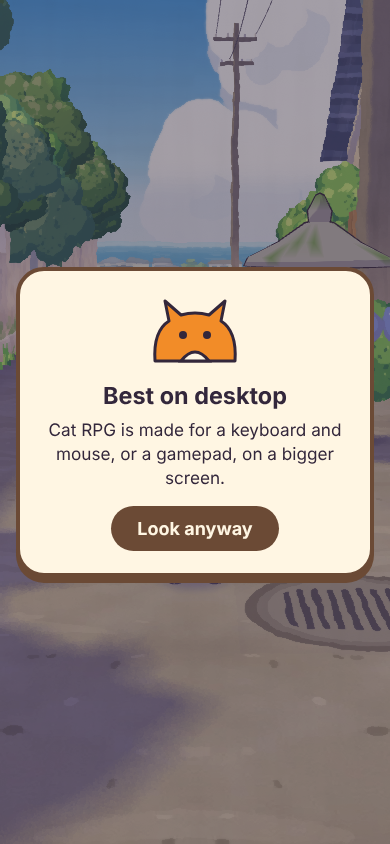 Best on desktop
Cat RPG is made for a keyboard and
mouse, or a gamepad, on a bigger
screen.
Look anyway